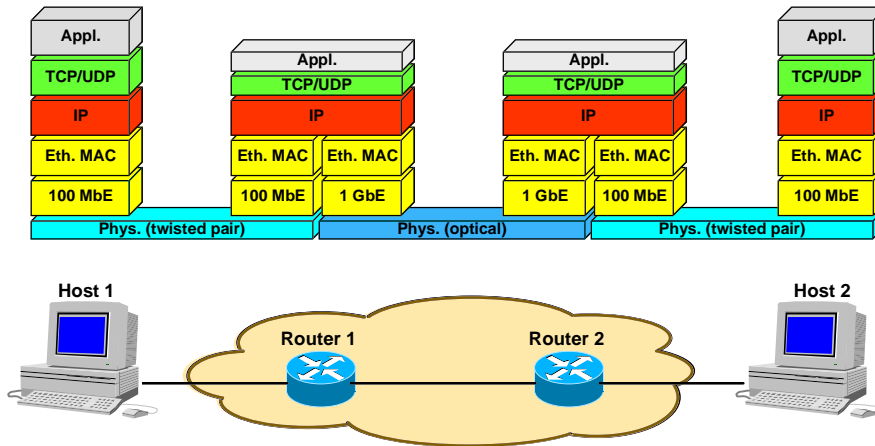 Appl.
Appl.
Appl.
Appl.
TCP/UDP
TCP/UDP
TCP/UDP
TCP/UDP
IP
IP
IP
IP
Eth. MAC
Eth. MAC
Eth. MAC
Eth. MAC
Eth. MAC
Eth. MAC
100 MbE
100 MbE
1 GbE
1 GbE
100 MbE
100 MbE
Phys. (twisted pair)
Phys. (optical)
Phys. (twisted pair)
Host 1
Host 2
Router 1
Router 2